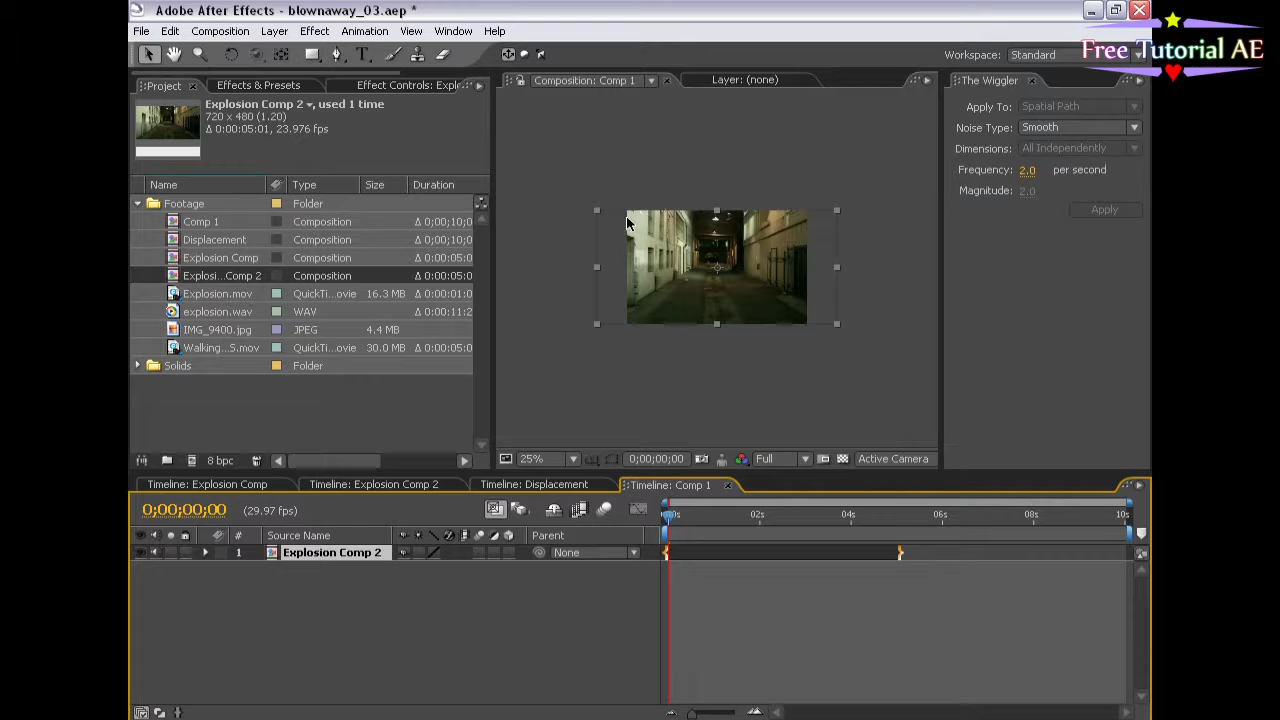 Adobe After Effects - blownaway_03.aep *
File Edit Composition Layer Effect Animation View Window Help
Workspace: Standard
Free Tutorial AE
Project Effects & Presets Effect Controls: Expl
Composition: Comp 1 Layer: (none)
The Wiggler
Explosion Comp 2, used 1 time
720 x 480 (1.20)
Δ 0:00:05:01, 23.976 fps
Apply To: Spatial Path
Noise Type: Smooth
Dimensions: All Independently
Frequency: 2.0 per second
Magnitude: 2.0
Apply
Name Type Size Duration
Footage Folder
Comp 1 Composition Δ 0;00;10;0
Displacement Composition Δ 0;00;10;0
Explosion Comp Composition Δ 0:00:05:0
Explosi...Comp 2 Composition Δ 0:00:05:0
Explosion.mov QuickTi...ovie 16.3 MB Δ 0:00:01:0
explosion.wav WAV Δ 0:00:11:2
IMG_9400.jpg JPEG 4.4 MB
Walking...S.mov QuickTi...ovie 30.0 MB Δ 0:00:05:0
Solids Folder
8 bpc
25% 0;00;00;00 Full Active Camera
Timeline: Explosion Comp Timeline: Explosion Comp 2 Timeline: Displacement Timeline: Comp 1
0;00;00;00 (29.97 fps)
0s 02s 04s 06s 08s 10s
# Source Name Parent
1 Explosion Comp 2 None